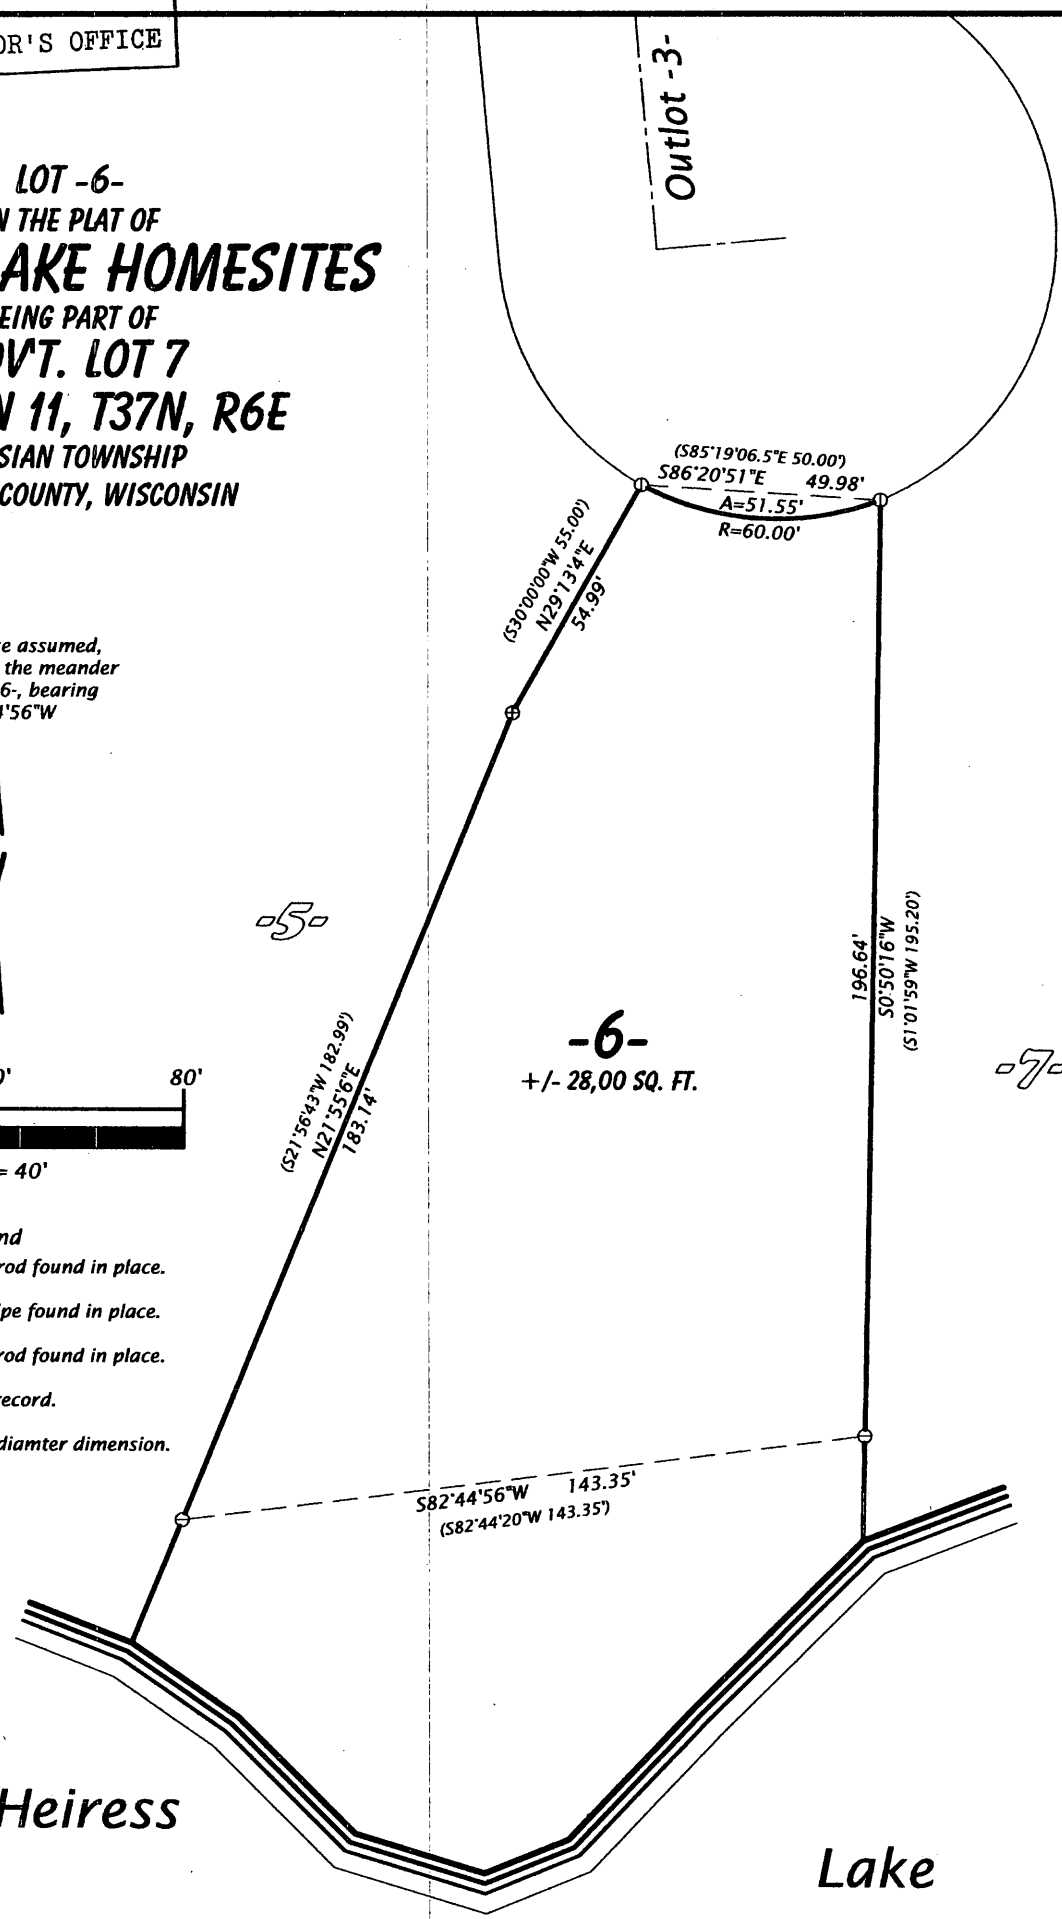 OR'S OFFICE
Outlot -3-
LOT -6-
N THE PLAT OF
AKE HOMESITES
EING PART OF
OV'T. LOT 7
N 11, T37N, R6E
SIAN TOWNSHIP
COUNTY, WISCONSIN
(S85°19'06.5"E 50.00')
S86°20'51"E 49.98'
A=51.55'
R=60.00'
(S30°00'00"W 55.00')
N29°13'4"E
54.99'
e assumed,
the meander
6-, bearing
4'56"W
-5-
196.64'
S0°50'16"W
(S1°01'59"W 195.20')
-6-
+/- 28,00 SQ. FT.
-7-
(S21°56'43"W 182.99')
N21°55'6"E
183.14'
0' 80'
= 40'
nd
rod found in place.
ipe found in place.
rod found in place.
record.
diamter dimension.
S82°44'56"W 143.35'
(S82°44'20"W 143.35')
Heiress
Lake